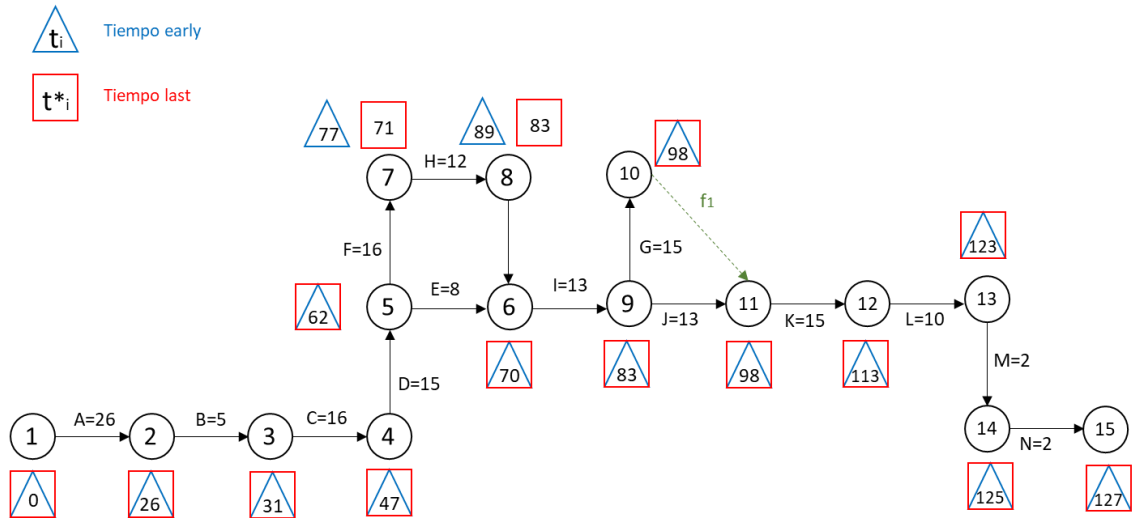 ti Tiempo early
t*i Tiempo last
77 71 89 83 98
7 H=12 8 10
f1
123
F=16 G=15
62 5 E=8 6 I=13 9 J=13 11 K=15 12 L=10 13
70 83 98 113
D=15 M=2
1 A=26 2 B=5 3 C=16 4 14 N=2 15
0 26 31 47 125 127